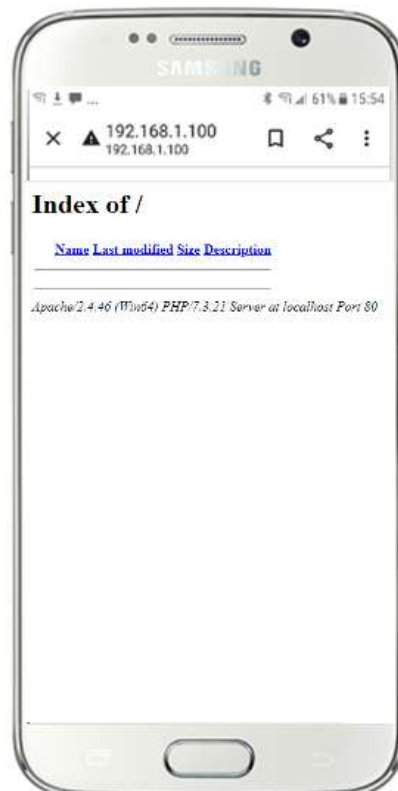 SAMSUNG
... 61% 15:54
192.168.1.100
192.168.1.100
Index of /
Name Last modified Size Description
Apache/2.4.46 (Win64) PHP/7.3.21 Server at localhost Port 80